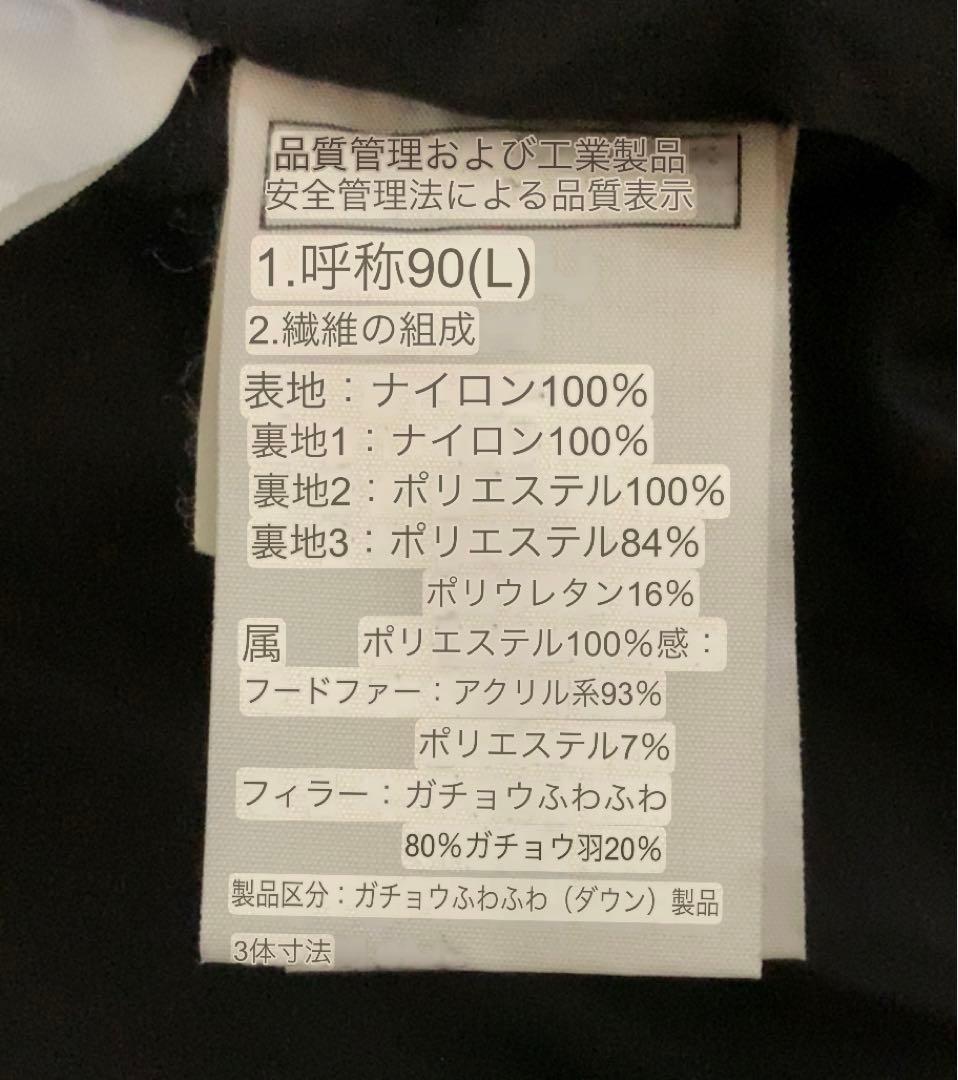 品質管理および工業製品
安全管理法による品質表示
1.呼称90(L)
2.繊維の組成
表地：ナイロン100%
裏地1：ナイロン100%
裏地2：ポリエステル100%
裏地3：ポリエステル84%
ポリウレタン16%
属 ポリエステル100%感：
フードファー：アクリル系93%
ポリエステル7%
フィラー：ガチョウふわふわ
80%ガチョウ羽20%
製品区分：ガチョウふわふわ（ダウン）製品
3体寸法